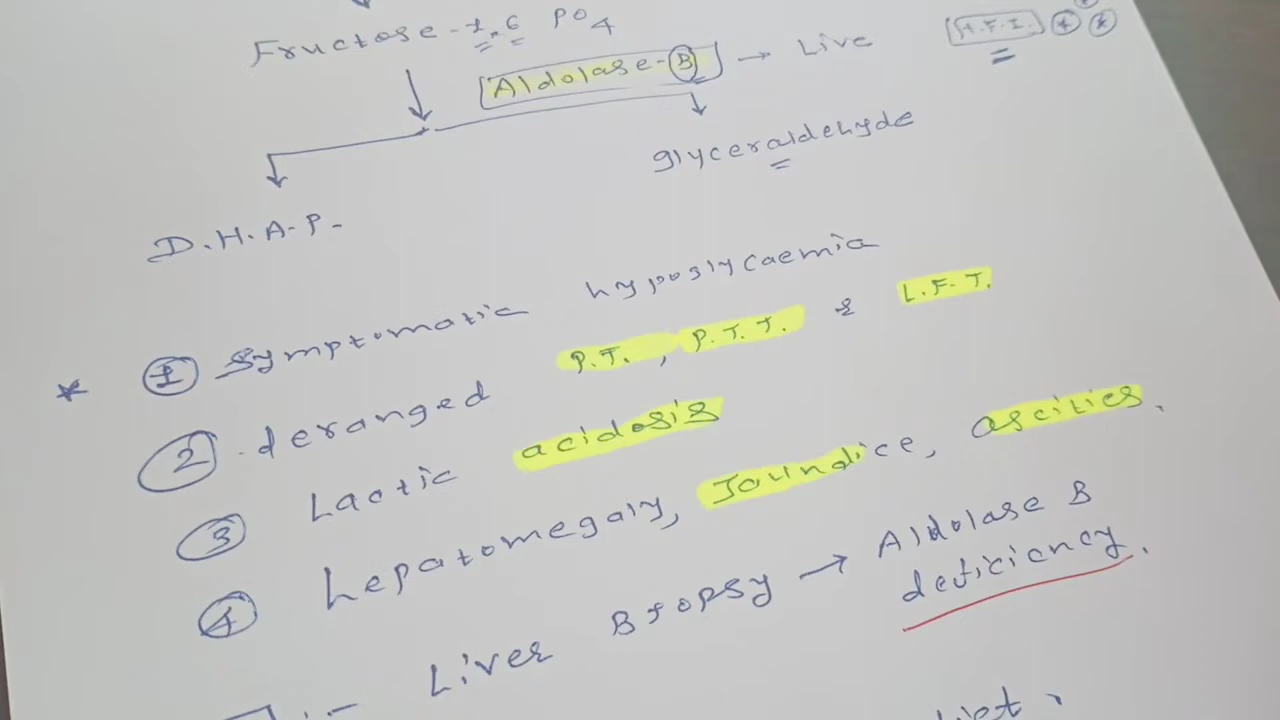 Fructose-1,6 PO4
Aldolase-B → Live
H.F.I.
glyceraldehyde
D.H.A.P-
* 1 Symptomatic hypoglycaemia
2 deranged P.T., P.T.T. & L.F.T.
3 Lactic acidosis
4 hepatomegaly, Joundice, ascities.
Liver Biopsy → Aldolase B
deficiency.